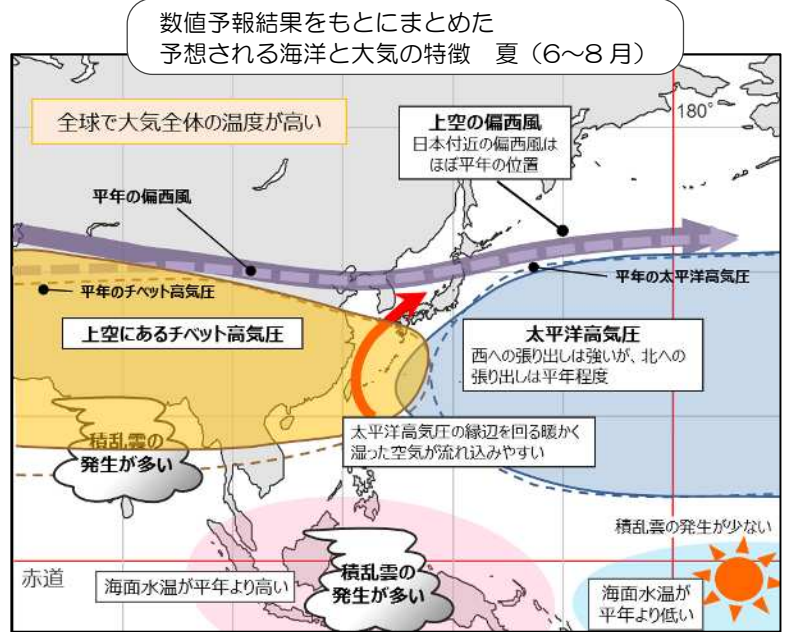 数値予報結果をもとにまとめた
予想される海洋と大気の特徴　夏（6～8月）
全球で大気全体の温度が高い
上空の偏西風
日本付近の偏西風は
ほぼ平年の位置
180°
平年の偏西風
平年のチベット高気圧
平年の太平洋高気圧
上空にあるチベット高気圧
太平洋高気圧
西への張り出しは強いが、北への
張り出しは平年程度
太平洋高気圧の縁辺を回る暖かく
湿った空気が流れ込みやすい
積乱雲の
発生が多い
積乱雲の発生が少ない
赤道
海面水温が平年より高い
積乱雲の
発生が多い
海面水温が
平年より低い